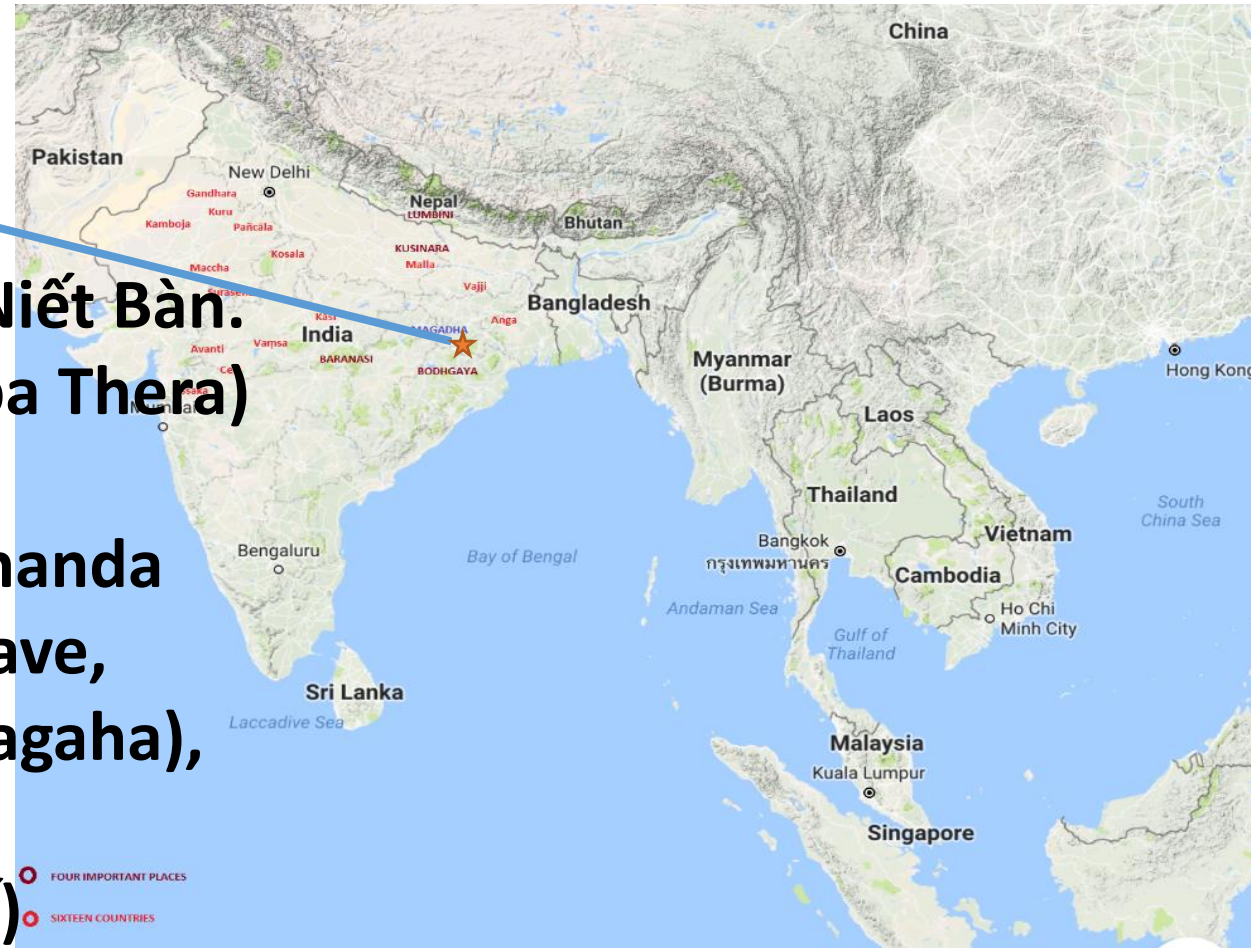 China
Pakistan
New Delhi
Gandhara
Nepal
LUMBINI
Kuru
Kamboja
Pañcala
Bhutan
KUSINARA
Kosala
Malla
Maccha
Vajji
Niết Bàn.
Bangladesh
Kasi
Anga
India
MAGADHA
Avanti
Vamsa
BARANASI
BODHGAYA
Myanmar
(Burma)
Hong Kong
pa Thera)
Laos
Thailand
South
China Sea
Vietnam
Bengaluru
Bay of Bengal
Bangkok
กรุงเทพมหานคร
nanda
Cambodia
Andaman Sea
Ho Chi
Minh City
Gulf of
Thailand
ave,
Sri Lanka
Laccadive Sea
agaha),
Malaysia
Kuala Lumpur
Singapore
FOUR IMPORTANT PLACES
SIXTEEN COUNTRIES